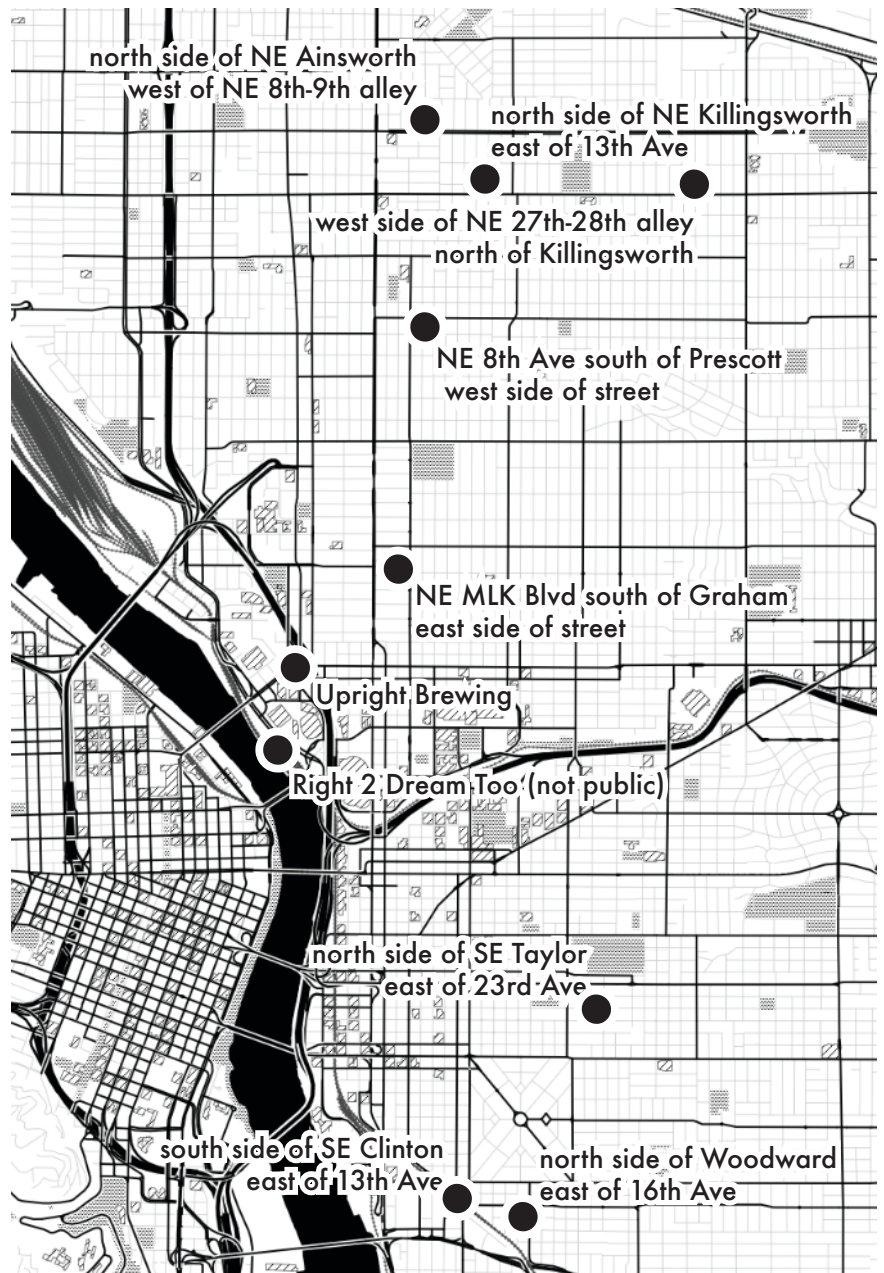 north side of NE Ainsworth
west of NE 8th-9th alley
north side of NE Killingsworth
east of 13th Ave
west side of NE 27th-28th alley
north of Killingsworth
NE 8th Ave south of Prescott
west side of street
NE MLK Blvd south of Graham
east side of street
Upright Brewing
Right 2 Dream Too (not public)
north side of SE Taylor
east of 23rd Ave
south side of SE Clinton
east of 13th Ave
north side of Woodward
east of 16th Ave